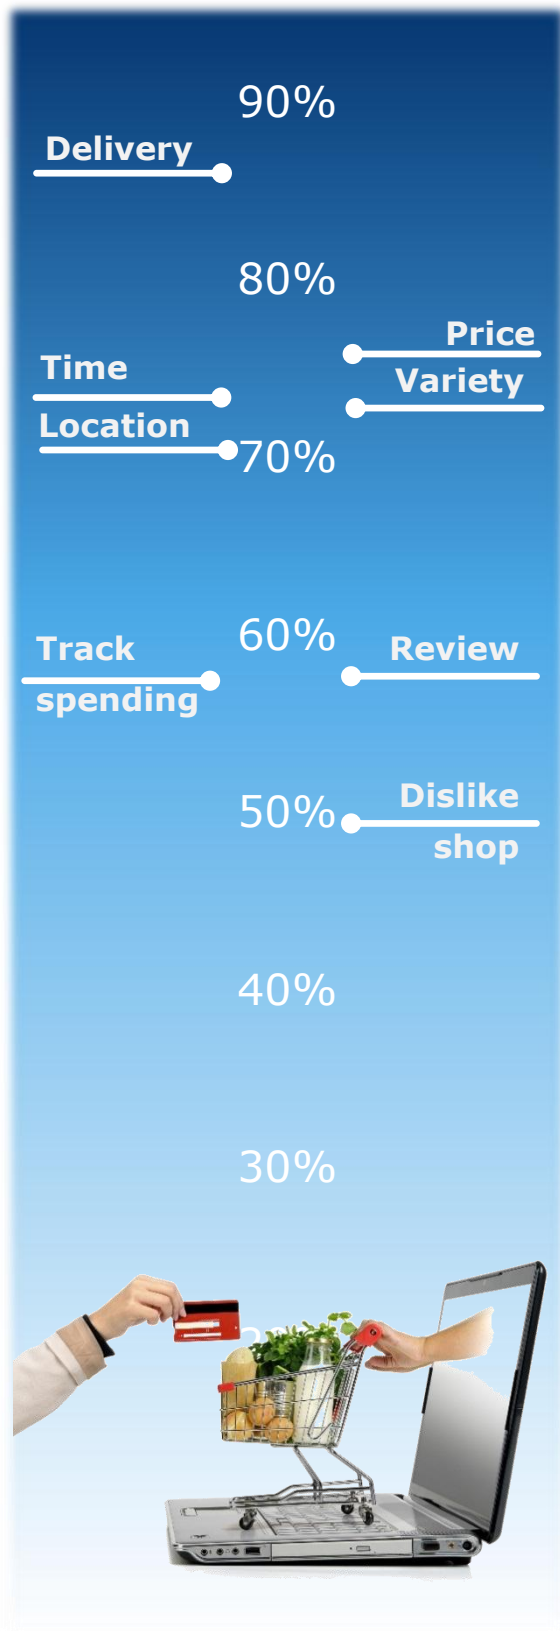 90%
Delivery
80%
Price
Time
Variety
Location
70%
60%
Track
Review
spending
Dislike
50%
shop
40%
30%